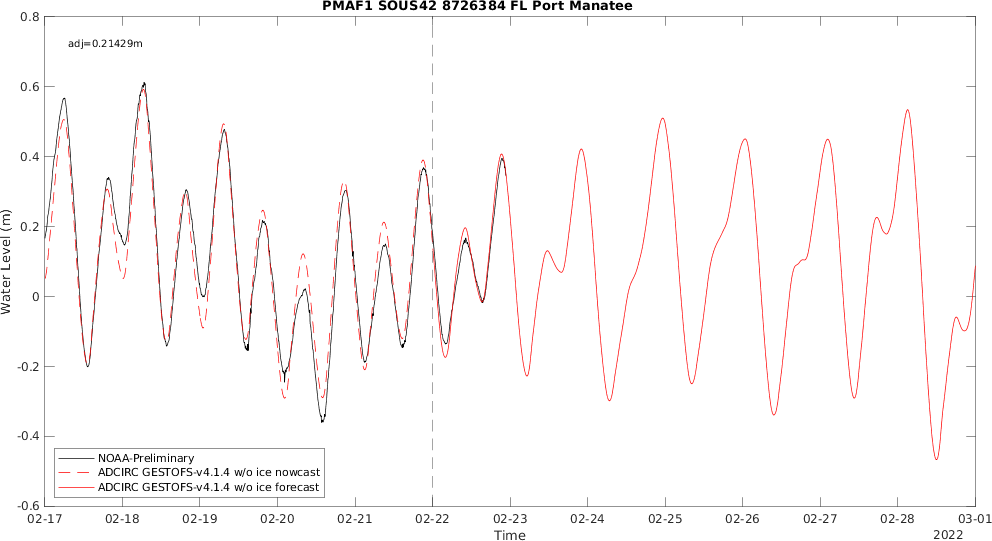 PMAF1 SOUS42 8726384 FL Port Manatee
adj=0.21429m
0.8
0.6
0.4
0.2
0
-0.2
-0.4
-0.6
Water Level (m)
NOAA-Preliminary
ADCIRC GESTOFS-v4.1.4 w/o ice nowcast
ADCIRC GESTOFS-v4.1.4 w/o ice forecast
02-17 02-18 02-19 02-20 02-21 02-22 02-23 02-24 02-25 02-26 02-27 02-28 03-01
Time
2022